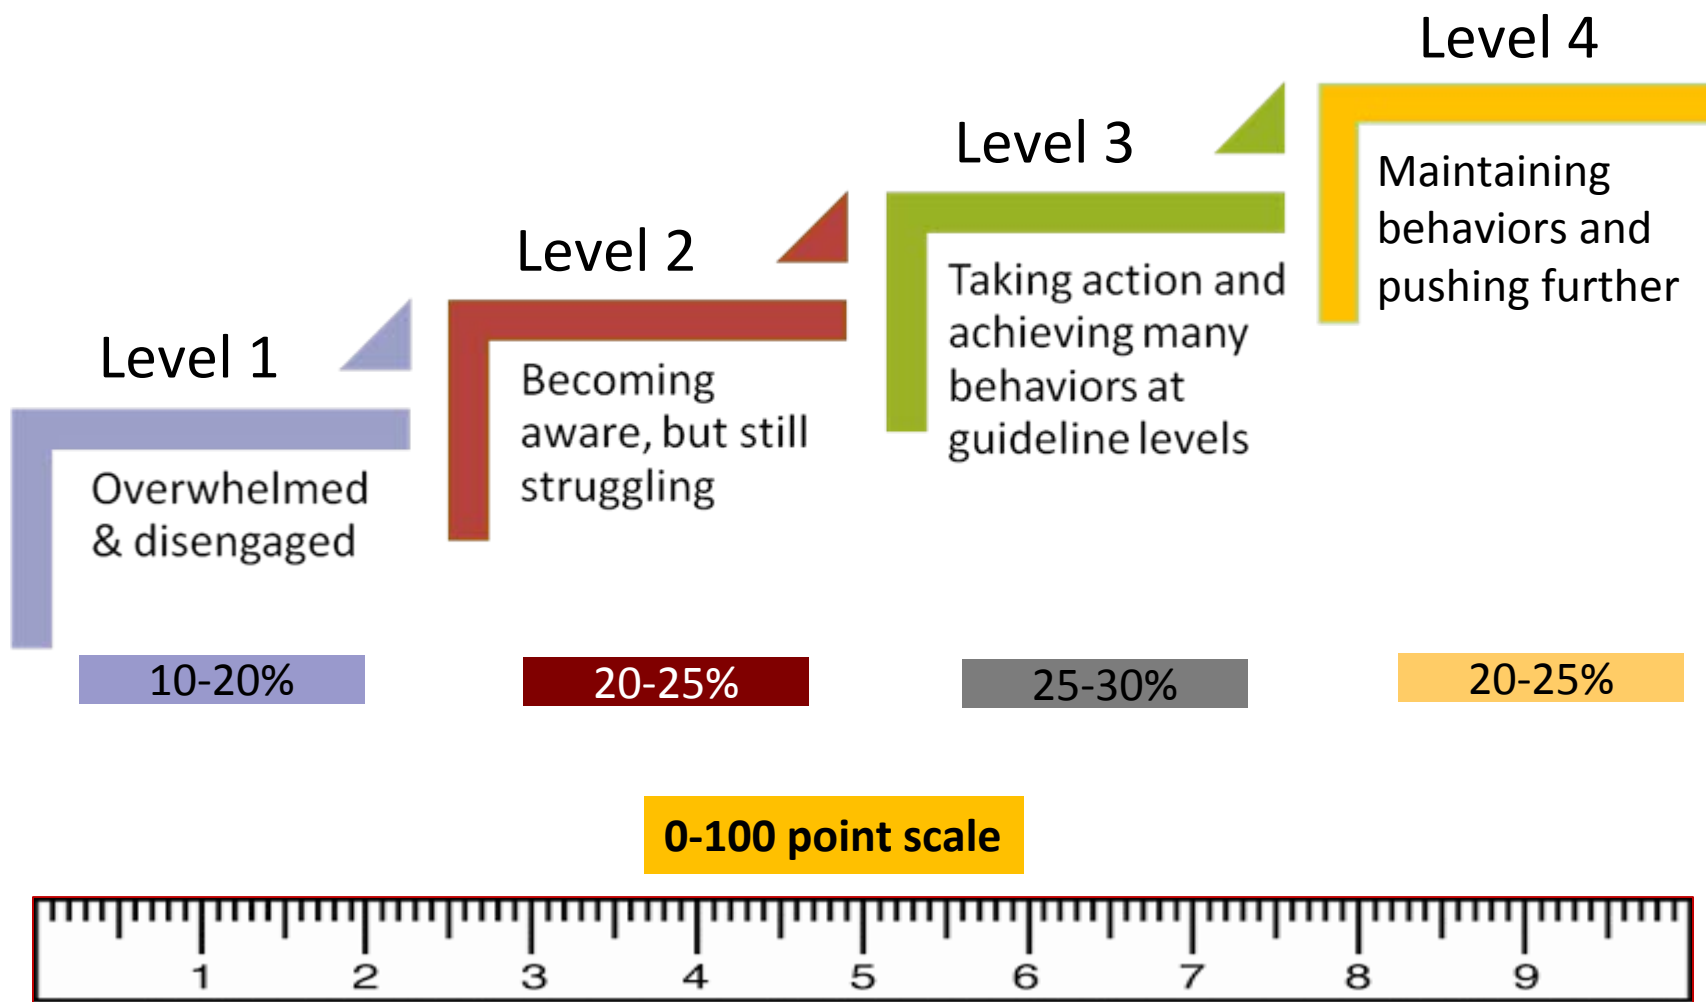 Level 1
Overwhelmed
& disengaged
Level 2
Becoming
aware, but still
struggling
Level 3
Taking action and
achieving many
behaviors at
guideline levels
Level 4
Maintaining
behaviors and
pushing further
10-20%
20-25%
25-30%
20-25%
0-100 point scale
1 2 3 4 5 6 7 8 9